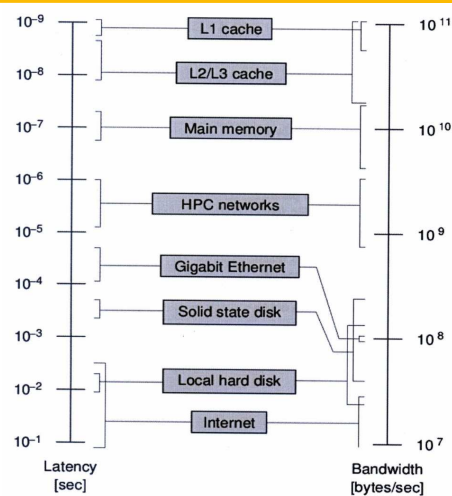 10⁻⁹ L1 cache 10¹¹
10⁻⁸ L2/L3 cache
10⁻⁷ Main memory 10¹⁰
10⁻⁶
HPC networks
10⁻⁵ 10⁹
Gigabit Ethernet
10⁻⁴
Solid state disk
10⁻³ 10⁸
10⁻² Local hard disk
Internet
10⁻¹ 10⁷
Latency Bandwidth
[sec] [bytes/sec]